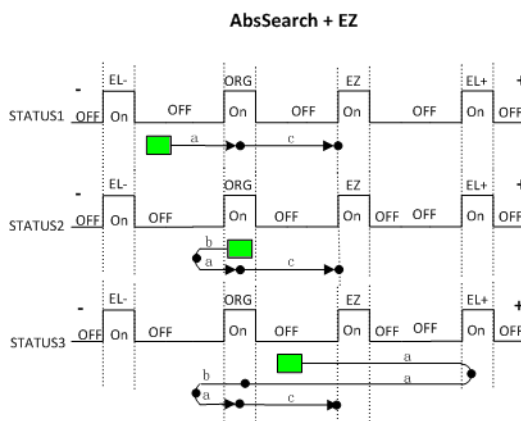 AbsSearch + EZ
- EL- ORG EZ EL+ +
STATUS1 OFF On OFF On OFF On OFF On OFF
a c
- EL- ORG EZ EL+ +
STATUS2 OFF On OFF On OFF On OFF OFF On OFF
b
a c
- EL- ORG EZ EL+ +
STATUS3 OFF On OFF On OFF On OFF OFF On OFF
a
b a
a c